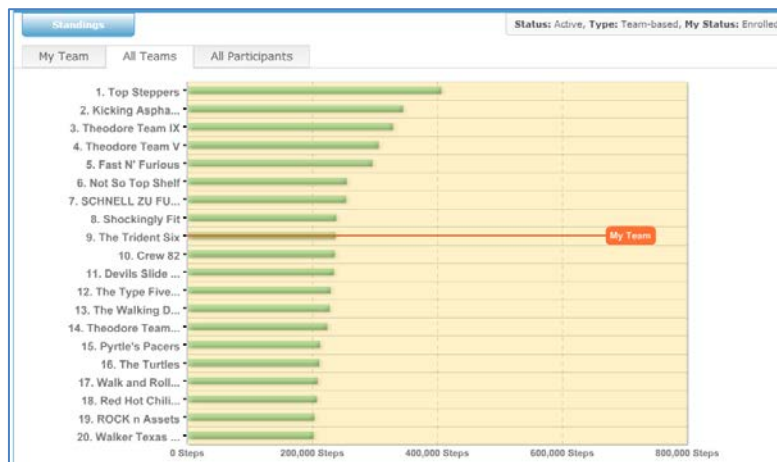 Standings
Status: Active, Type: Team-based, My Status: Enrolled
My Team
All Teams
All Participants
1. Top Steppers
2. Kicking Aspha...
3. Theodore Team IX
4. Theodore Team V
5. Fast N' Furious
6. Not So Top Shelf
7. SCHNELL ZU FU...
8. Shockingly Fit
9. The Trident Six
My Team
10. Crew 82
11. Devils Slide ...
12. The Type Five...
13. The Walking D...
14. Theodore Team...
15. Pyrtle's Pacers
16. The Turtles
17. Walk and Roll...
18. Red Hot Chili...
19. ROCK n Assets
20. Walker Texas ...
0 Steps
200,000 Steps
400,000 Steps
600,000 Steps
800,000 Steps